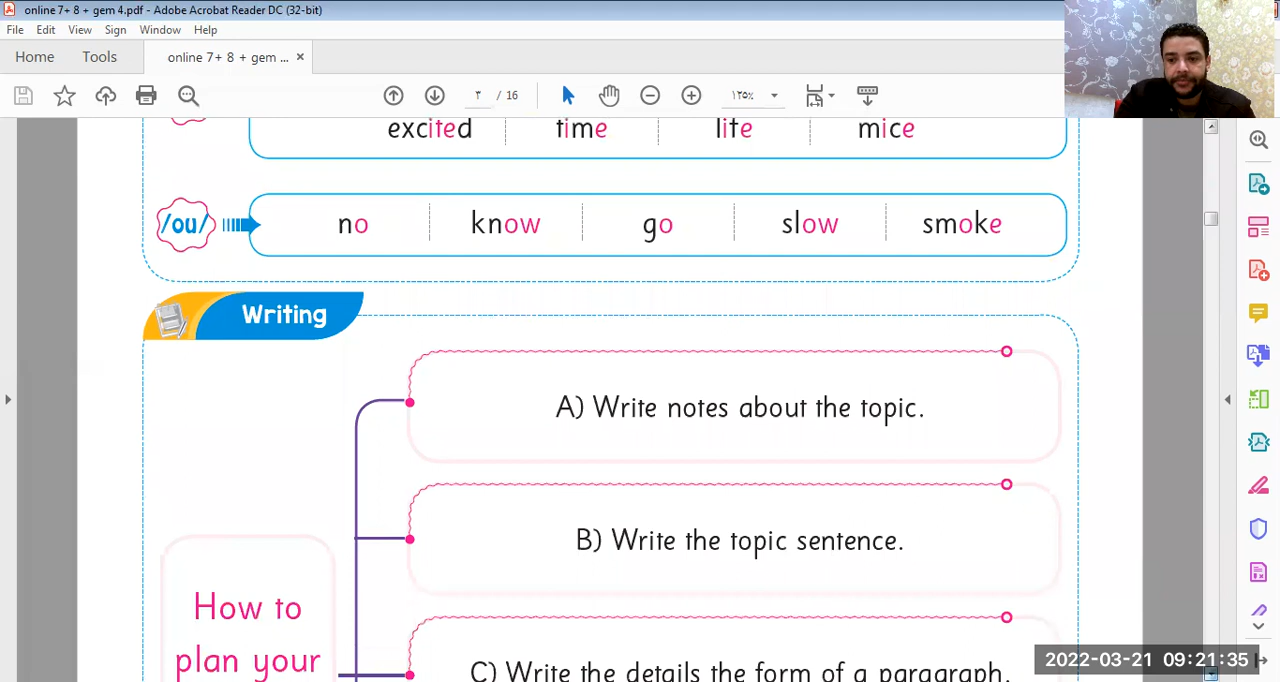 online 7+ 8 + gem 4.pdf - Adobe Acrobat Reader DC (32-bit)
File Edit View Sign Window Help
Home Tools online 7+ 8 + gem ... ×
٣ / 16 ١٢٥%
excited time life mice
/ou/ no know go slow smoke
Writing
A) Write notes about the topic.
B) Write the topic sentence.
How to
plan your
C) Write the details the form of a paragraph.
2022-03-21 09:21:35